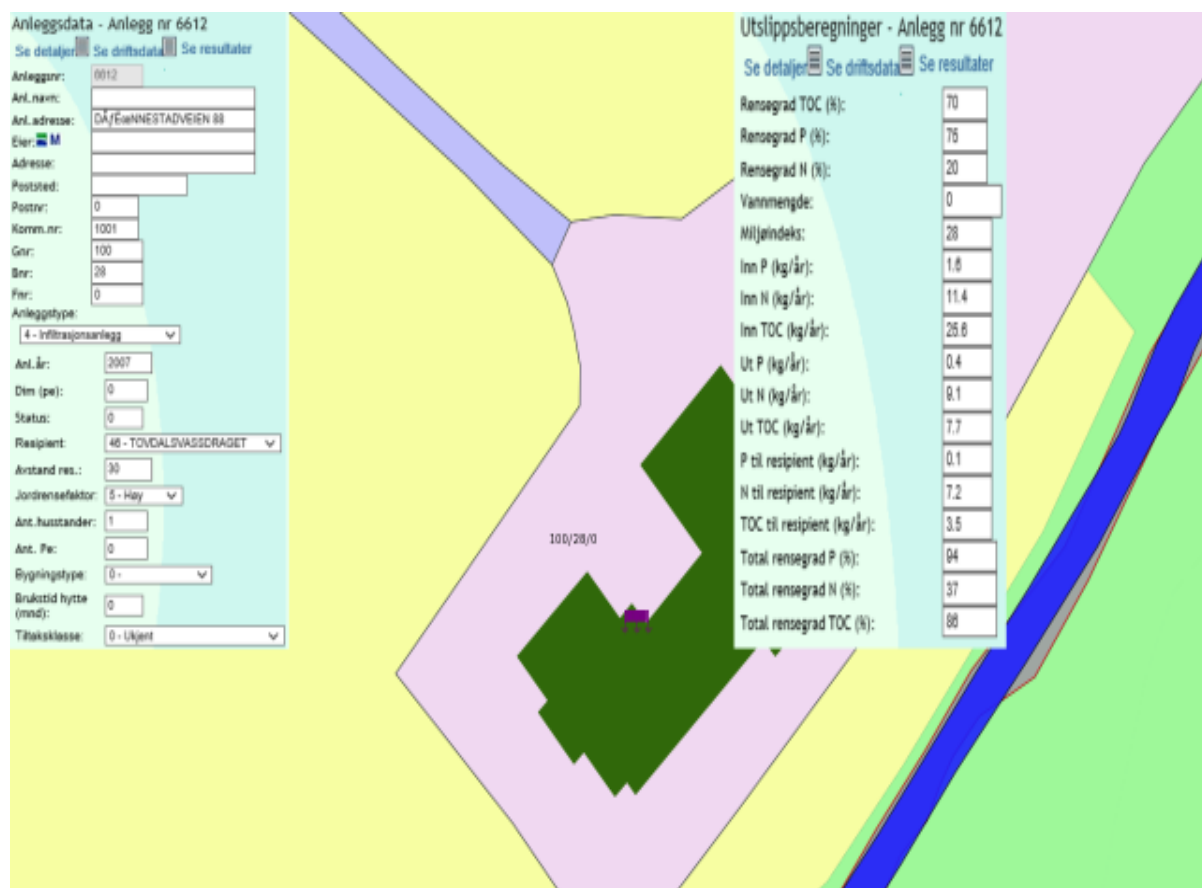 Anleggsdata - Anlegg nr 6612
Se detaljer Se driftsdata Se resultater
Anleggsnr: 6612
Anl.navn:
Anl.adresse: DÃƒËœNNESTADVEIEN 88
Eier: M
Adresse:
Poststed:
Postnr: 0
Komm.nr: 1001
Gnr: 100
Bnr: 28
Fnr: 0
Anleggstype:
4 - Infiltrasjonsanlegg
Anl.år: 2007
Dim (pe): 0
Status: 0
Resipient: 46 - TOVDALSVASSDRAGET
Avstand res.: 30
Jordrensefaktor: 5 - Høy
Ant.husstander: 1
Ant. Pe: 0
Bygningstype: 0 -
Brukstid hytte
(mnd): 0
Tiltaksklasse: 0 - Ukjent
100/28/0
Utslippsberegninger - Anlegg nr 6612
Se detaljer Se driftsdata Se resultater
Rensegrad TOC (%): 70
Rensegrad P (%): 75
Rensegrad N (%): 20
Vannmengde: 0
Miljøindeks: 28
Inn P (kg/år): 1.6
Inn N (kg/år): 11.4
Inn TOC (kg/år): 25.6
Ut P (kg/år): 0.4
Ut N (kg/år): 9.1
Ut TOC (kg/år): 7.7
P til resipient (kg/år): 0.1
N til resipient (kg/år): 7.2
TOC til resipient (kg/år): 3.5
Total rensegrad P (%): 94
Total rensegrad N (%): 37
Total rensegrad TOC (%): 86